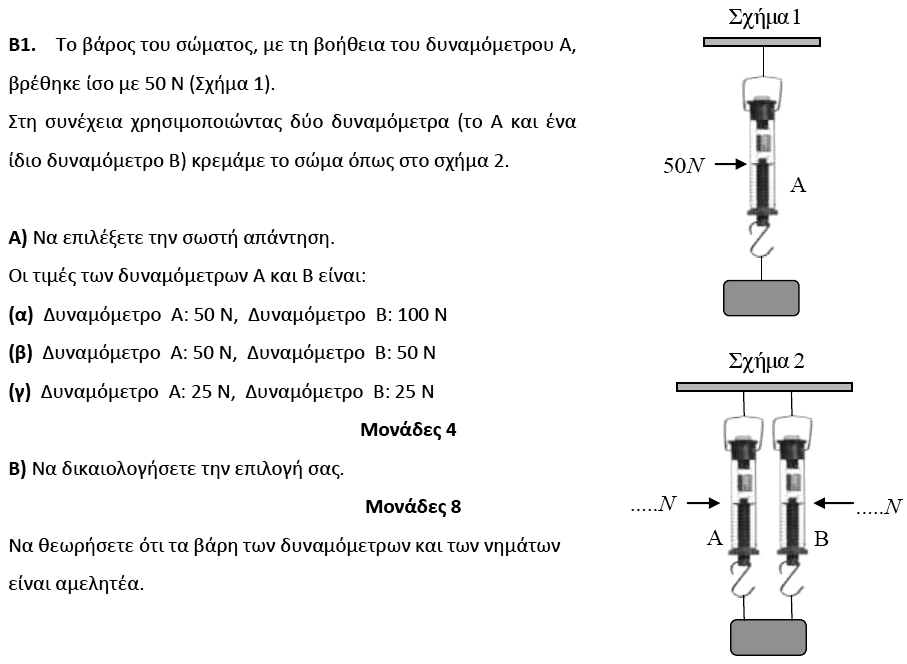 B1. Το βάρος του σώματος, με τη βοήθεια του δυναμόμετρου Α,
βρέθηκε ίσο με 50 N (Σχήμα 1).
Στη συνέχεια χρησιμοποιώντας δύο δυναμόμετρα (το Α και ένα
ίδιο δυναμόμετρο Β) κρεμάμε το σώμα όπως στο σχήμα 2.
Α) Να επιλέξετε την σωστή απάντηση.
Οι τιμές των δυναμόμετρων Α και Β είναι:
(α) Δυναμόμετρο Α: 50 N, Δυναμόμετρο Β: 100 N
(β) Δυναμόμετρο Α: 50 N, Δυναμόμετρο Β: 50 N
(γ) Δυναμόμετρο Α: 25 N, Δυναμόμετρο Β: 25 N
Μονάδες 4
Β) Να δικαιολογήσετε την επιλογή σας.
Μονάδες 8
Να θεωρήσετε ότι τα βάρη των δυναμόμετρων και των νημάτων
είναι αμελητέα.
Σχήμα 1
50N
A
Σχήμα 2
.....N
.....N
A
B